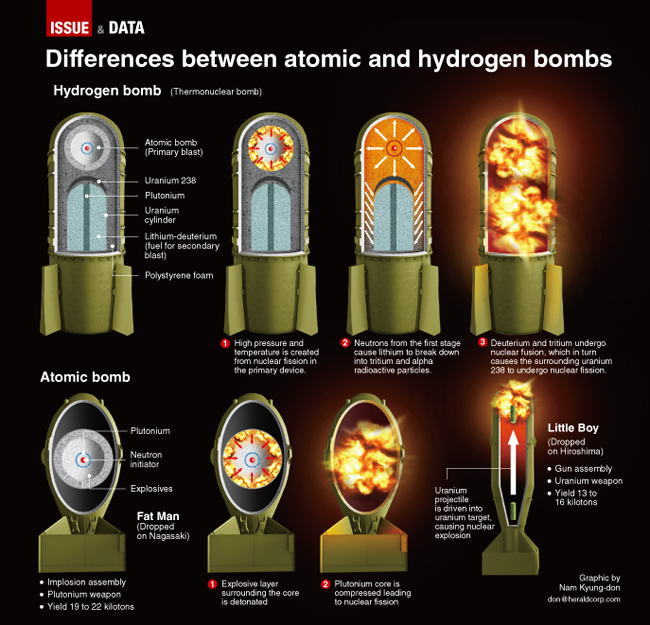 ISSUE & DATA
Differences between atomic and hydrogen bombs
Hydrogen bomb (Thermonuclear bomb)
Atomic bomb
(Primary blast)
Uranium 238
Plutonium
Uranium
cylinder
Lithium-deuterium
(fuel for secondary
blast)
Polystyrene foam
1 High pressure and
temperature is created
from nuclear fission in
the primary device.
2 Neutrons from the first stage
cause lithium to break down
into tritium and alpha
radioactive particles.
3 Deuterium and tritium undergo
nuclear fusion, which in turn
causes the surrounding uranium
238 to undergo nuclear fission.
Atomic bomb
Plutonium
Neutron
initiator
Explosives
Fat Man
(Dropped
on Nagasaki)
• Implosion assembly
• Plutonium weapon
• Yield 19 to 22 kilotons
1 Explosive layer
surrounding the core
is detonated
2 Plutonium core is
compressed leading
to nuclear fission
Uranium
projectile
is driven into
uranium target,
causing nuclear
explosion
Little Boy
(Dropped
on Hiroshima)
• Gun assembly
• Uranium weapon
• Yield 13 to
16 kilotons
Graphic by
Nam Kyung-don
don@heraldcorp.com